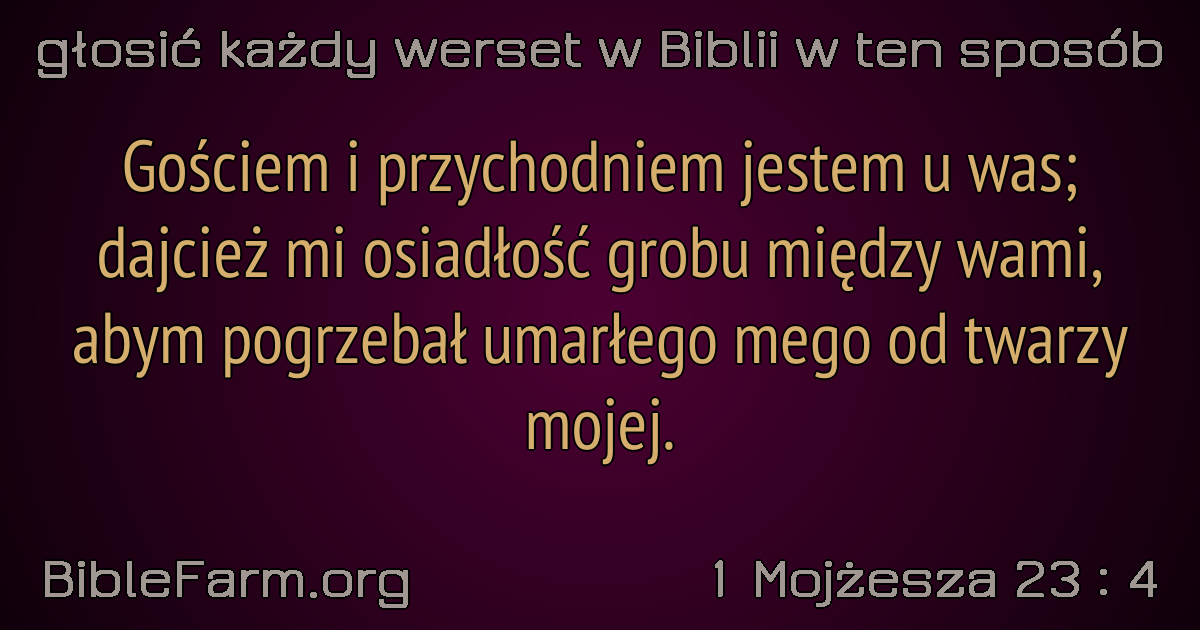 głosić każdy werset w Biblii w ten sposób
Gościem i przychodniem jestem u was;
dajcież mi osiadłość grobu między wami,
abym pogrzebał umarłego mego od twarzy
mojej.
BibleFarm.org
1 Mojżesza 23 : 4